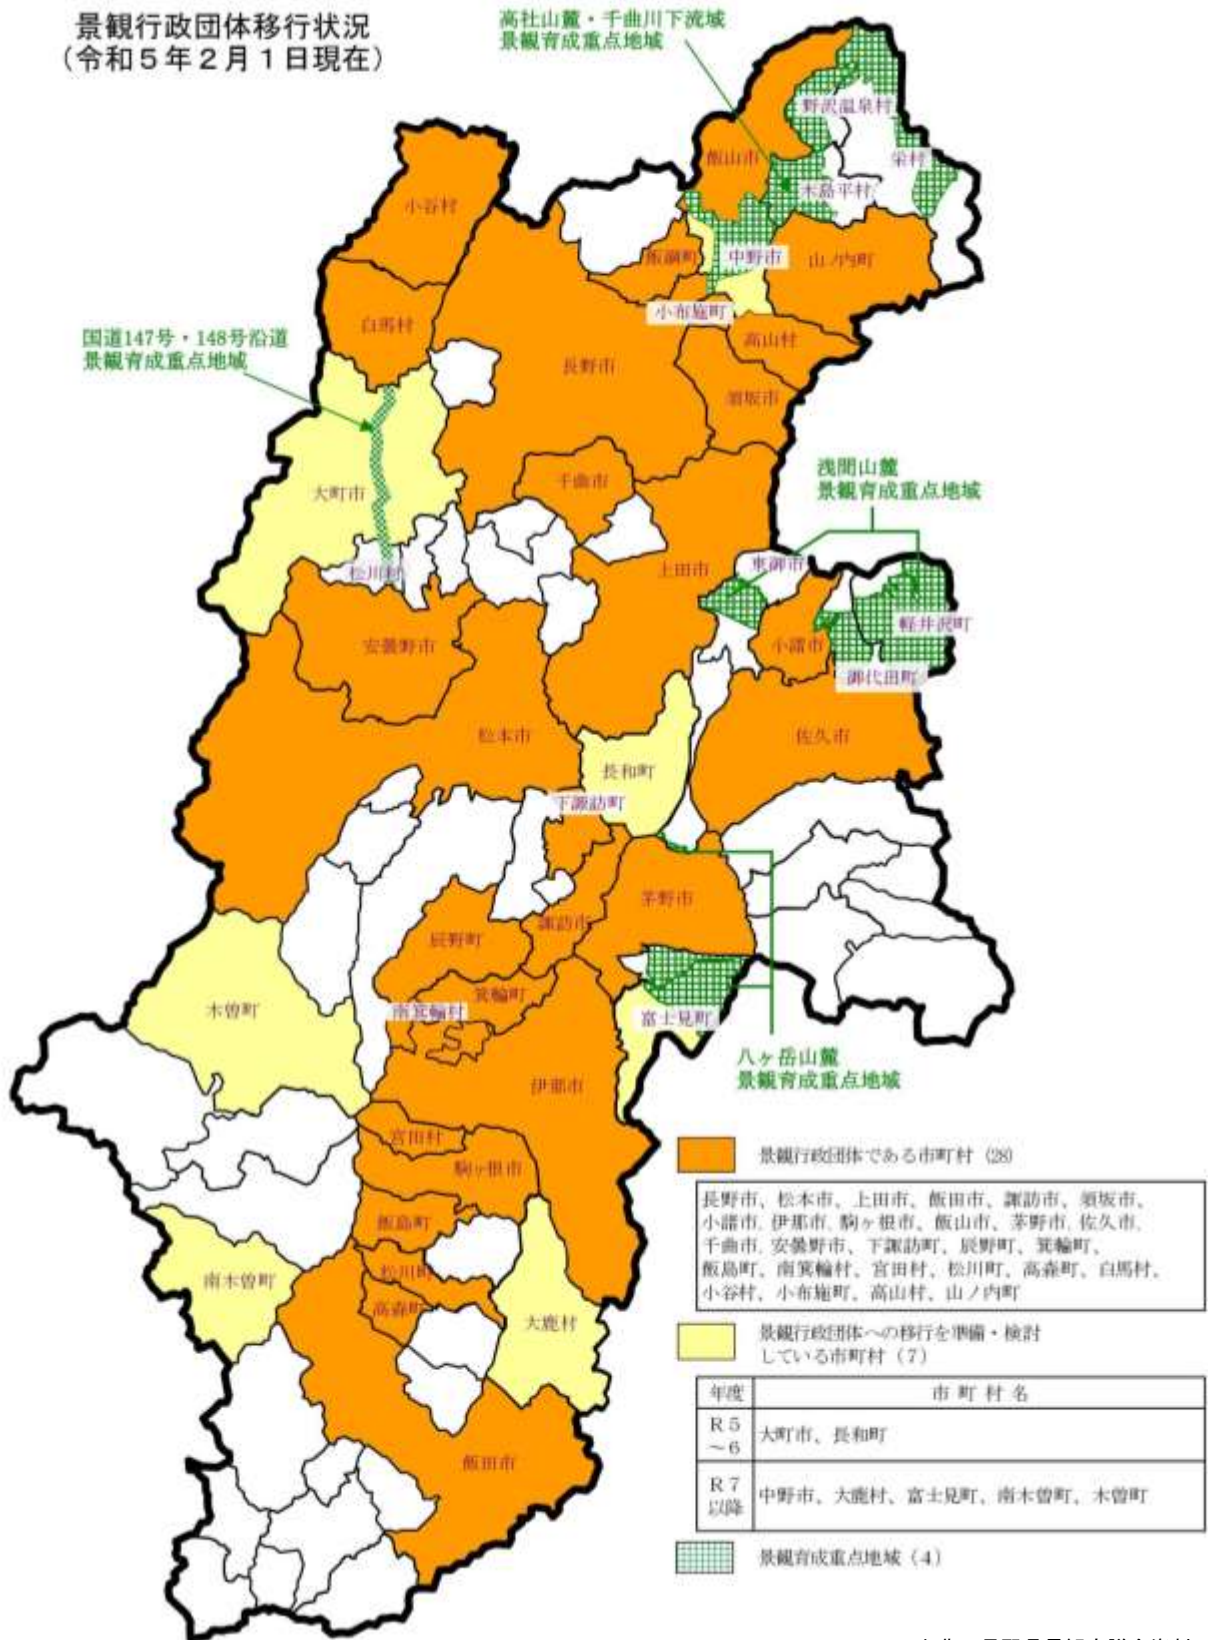 景観行政団体移行状況
(令和5年2月1日現在)
高社山麓・千曲川下流域
景観育成重点地域
野沢温泉村
飯山市
栄村
木島平村
小谷村
飯綱町
中野市
山ノ内町
小布施町
白馬村
高山村
国道147号・148号沿道
景観育成重点地域
長野市
須坂市
浅間山麓
景観育成重点地域
千曲市
大町市
松川村
上田市
東御市
軽井沢町
安曇野市
小諸市
御代田町
松本市
佐久市
長和町
下諏訪町
茅野市
諏訪市
辰野町
箕輪町
木曽町
南箕輪村
富士見町
八ヶ岳山麓
景観育成重点地域
伊那市
宮田村
駒ヶ根市
飯島町
松川町
南木曽町
高森町
大鹿村
飯田市
景観行政団体である市町村 (28)
長野市、松本市、上田市、飯田市、諏訪市、須坂市、
小諸市、伊那市、駒ヶ根市、飯山市、茅野市、佐久市、
千曲市、安曇野市、下諏訪町、辰野町、箕輪町、
飯島町、南箕輪村、宮田村、松川町、高森町、白馬村、
小谷村、小布施町、高山村、山ノ内町
景観行政団体への移行を準備・検討
している市町村 (7)
年度 市町村名
R5
～6 大町市、長和町
R7
以降 中野市、大鹿村、富士見町、南木曽町、木曽町
景観育成重点地域 (4)